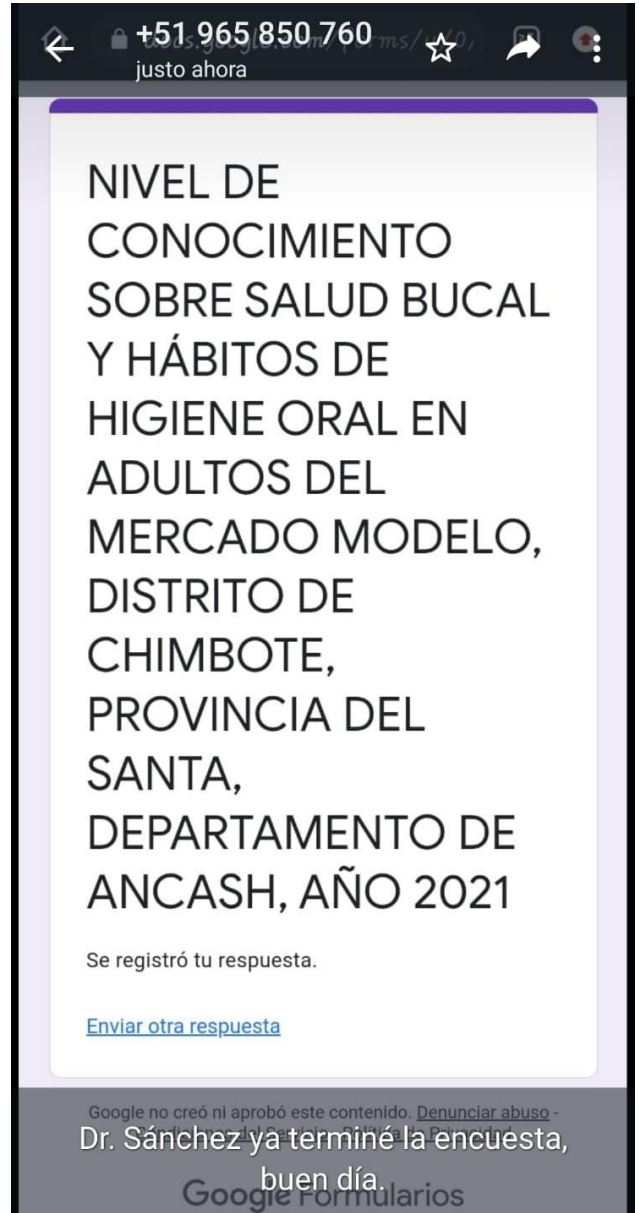 +51 965 850 760
justo ahora
NIVEL DE
CONOCIMIENTO
SOBRE SALUD BUCAL
Y HÁBITOS DE
HIGIENE ORAL EN
ADULTOS DEL
MERCADO MODELO,
DISTRITO DE
CHIMBOTE,
PROVINCIA DEL
SANTA,
DEPARTAMENTO DE
ANCASH, AÑO 2021
Se registró tu respuesta.
Enviar otra respuesta
Google no creó ni aprobó este contenido. Denunciar abuso -
Dr. Sánchez ya terminé la encuesta,
buen día.
Google Formularios